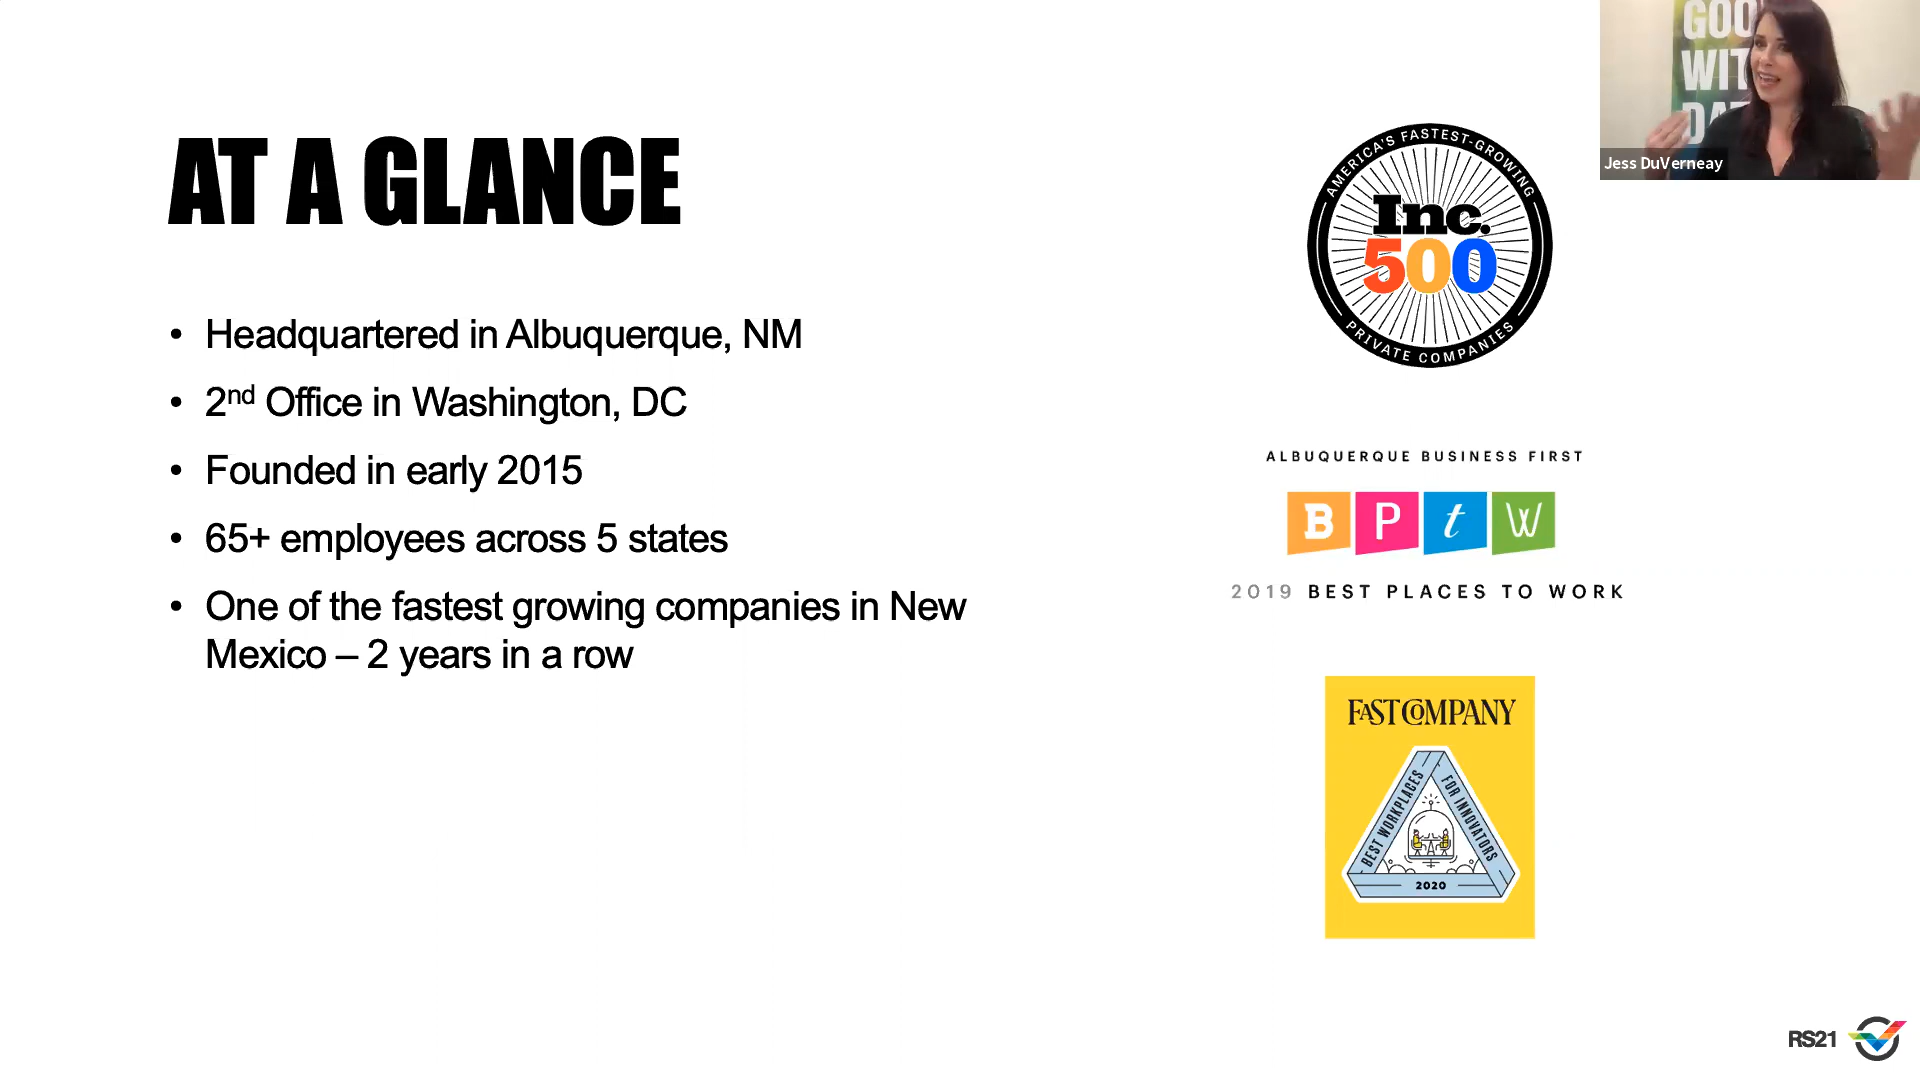 AT A GLANCE
• Headquartered in Albuquerque, NM
• 2nd Office in Washington, DC
• Founded in early 2015
• 65+ employees across 5 states
• One of the fastest growing companies in New
Mexico – 2 years in a row
AMERICA'S FASTEST-GROWING
Inc.
500
PRIVATE COMPANIES
ALBUQUERQUE BUSINESS FIRST
B P t W
2019 BEST PLACES TO WORK
FAST COMPANY
BEST WORKPLACES
FOR INNOVATORS
2020
GOO
WIT
DA
Jess DuVerneay
RS21